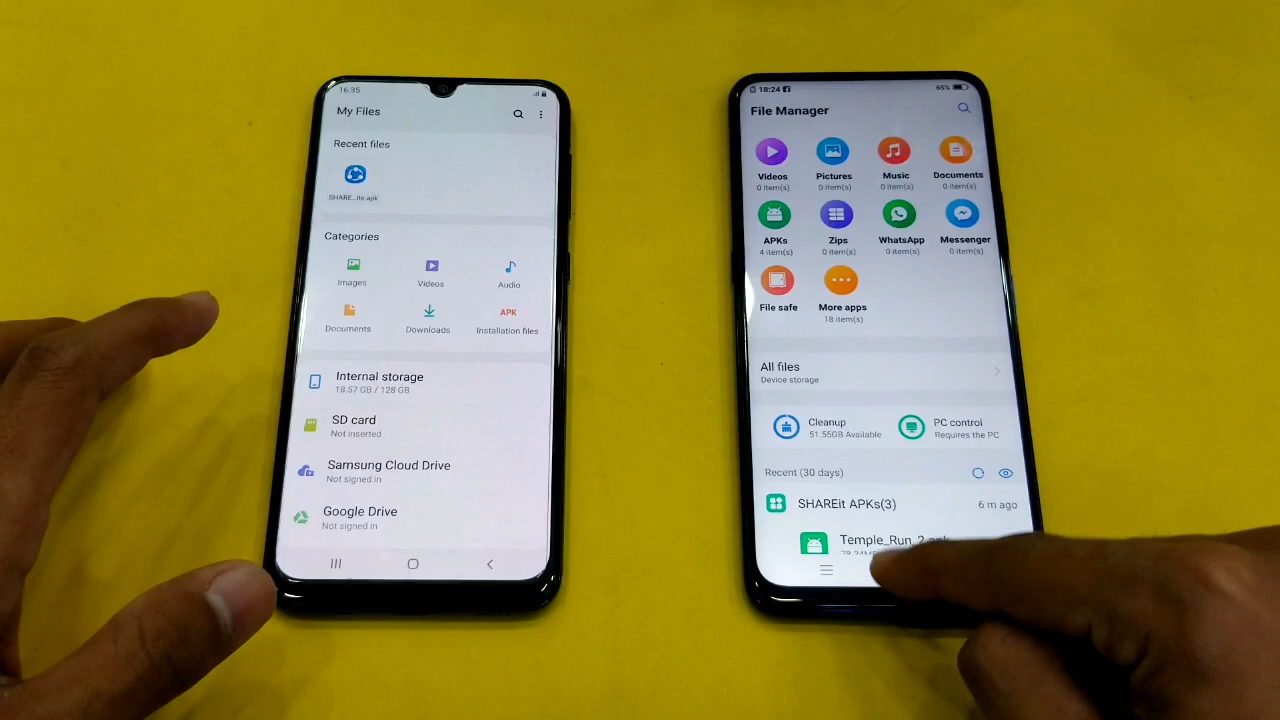 16:35
My Files
Recent files
SHARE...ite.apk
Categories
Images
Videos
Audio
Documents
Downloads
APK
Installation files
Internal storage
18.57 GB / 128 GB
SD card
Not inserted
Samsung Cloud Drive
Not signed in
Google Drive
Not signed in
18:24
65%
File Manager
Videos
Pictures
Music
Documents
0 item(s)
0 item(s)
0 item(s)
0 item(s)
APKs
Zips
WhatsApp
Messenger
4 item(s)
0 item(s)
0 item(s)
0 item(s)
File safe
More apps
18 item(s)
All files
Device storage
Cleanup
51.55GB Available
PC control
Requires the PC
Recent (30 days)
SHAREit APKs(3)
6 m ago
Temple_Run_2.apk